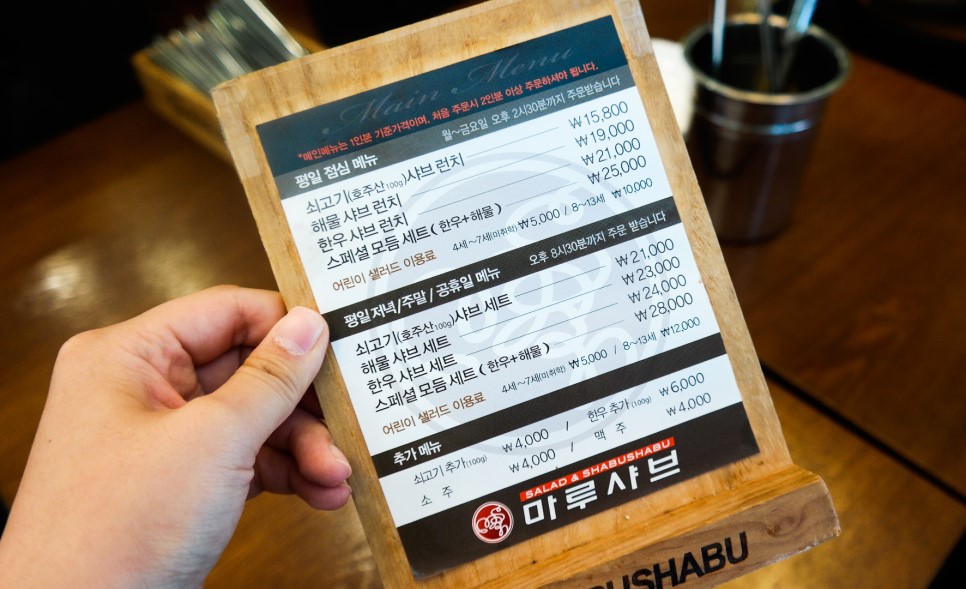 Main Menu
*메인메뉴는 1인분 기준가격이며, 처음 주문시 2인분 이상 주문하셔야 됩니다.
평일 점심 메뉴 월~금요일 오후 2시30분까지 주문받습니다
쇠고기(호주산100g)샤브 런치 ₩15,800
해물 샤브 런치 ₩19,000
한우 샤브 런치 ₩21,000
스페셜 모듬 세트(한우+해물) ₩25,000
어린이 샐러드 이용료 4세~7세(미취학) ₩5,000 / 8~13세 ₩10,000
평일 저녁/주말/공휴일 메뉴 오후 8시30분까지 주문 받습니다
쇠고기(호주산100g)샤브 세트 ₩21,000
해물 샤브 세트 ₩23,000
한우 샤브 세트 ₩24,000
스페셜 모듬 세트(한우+해물) ₩28,000
어린이 샐러드 이용료 4세~7세(미취학) ₩5,000 / 8~13세 ₩12,000
추가 메뉴
쇠고기 추가(100g) ₩4,000 / 한우 추가(100g) ₩6,000
소 주 ₩4,000 / 맥 주 ₩4,000
SALAD & SHABUSHABU
마루샤브
BUSHABU